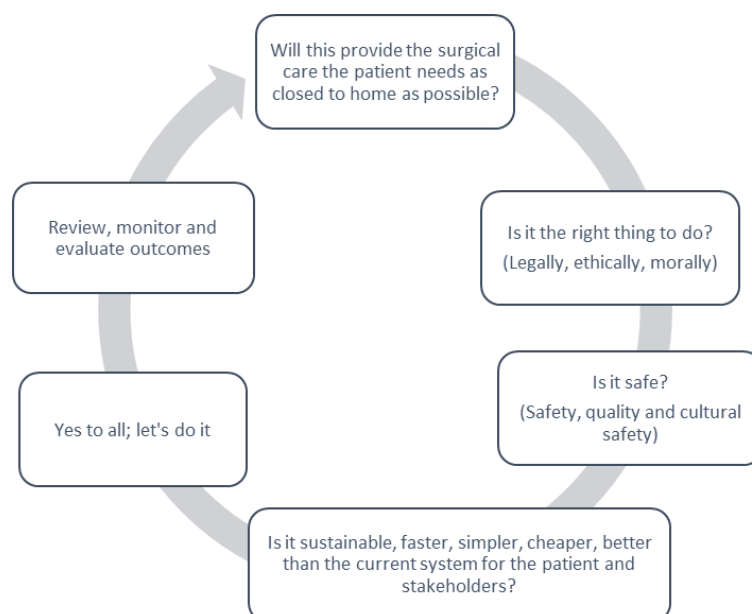 Will this provide the surgical
care the patient needs as
closed to home as possible?
Is it the right thing to do?
(Legally, ethically, morally)
Is it safe?
(Safety, quality and cultural
safety)
Is it sustainable, faster, simpler, cheaper, better
than the current system for the patient and
stakeholders?
Yes to all; let's do it
Review, monitor and
evaluate outcomes